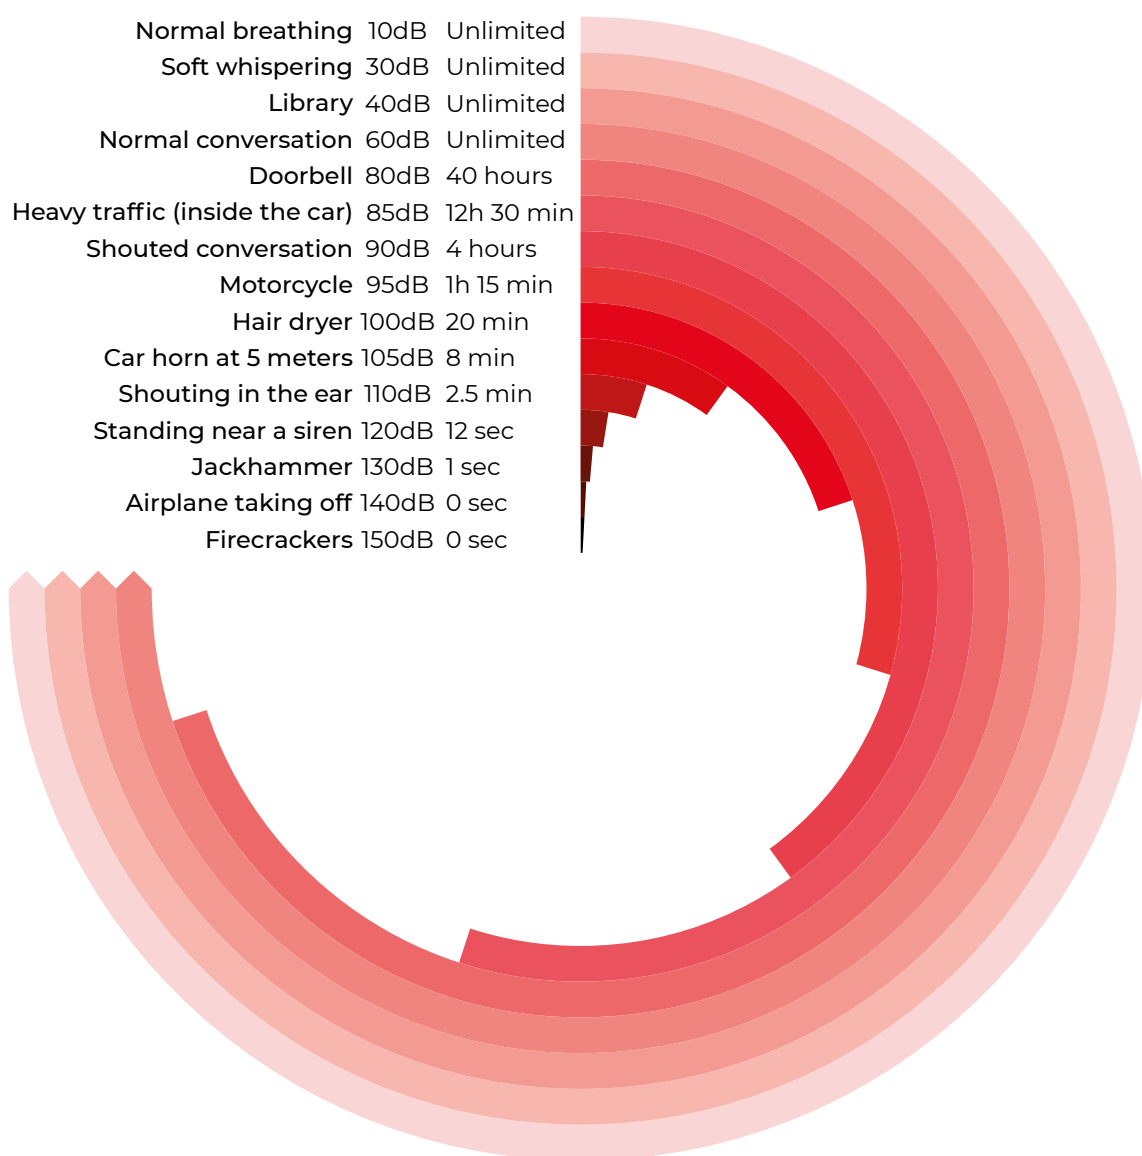 Normal breathing 10dB Unlimited
Soft whispering 30dB Unlimited
Library 40dB Unlimited
Normal conversation 60dB Unlimited
Doorbell 80dB 40 hours
Heavy traffic (inside the car) 85dB 12h 30 min
Shouted conversation 90dB 4 hours
Motorcycle 95dB 1h 15 min
Hair dryer 100dB 20 min
Car horn at 5 meters 105dB 8 min
Shouting in the ear 110dB 2.5 min
Standing near a siren 120dB 12 sec
Jackhammer 130dB 1 sec
Airplane taking off 140dB 0 sec
Firecrackers 150dB 0 sec